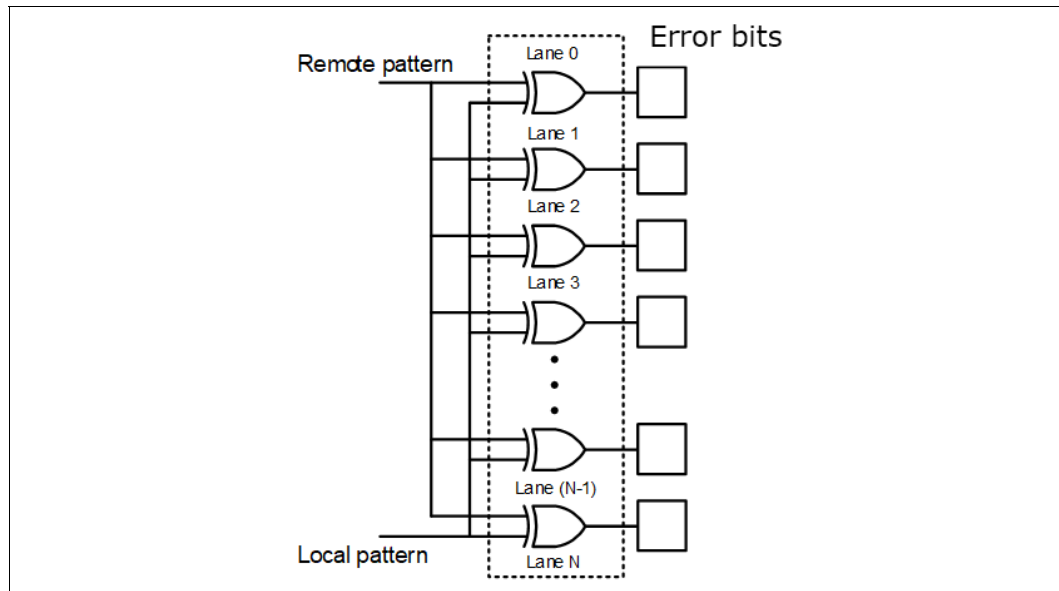 Error bits
Lane 0
Remote pattern
Lane 1
Lane 2
Lane 3
Lane (N-1)
Local pattern
Lane N